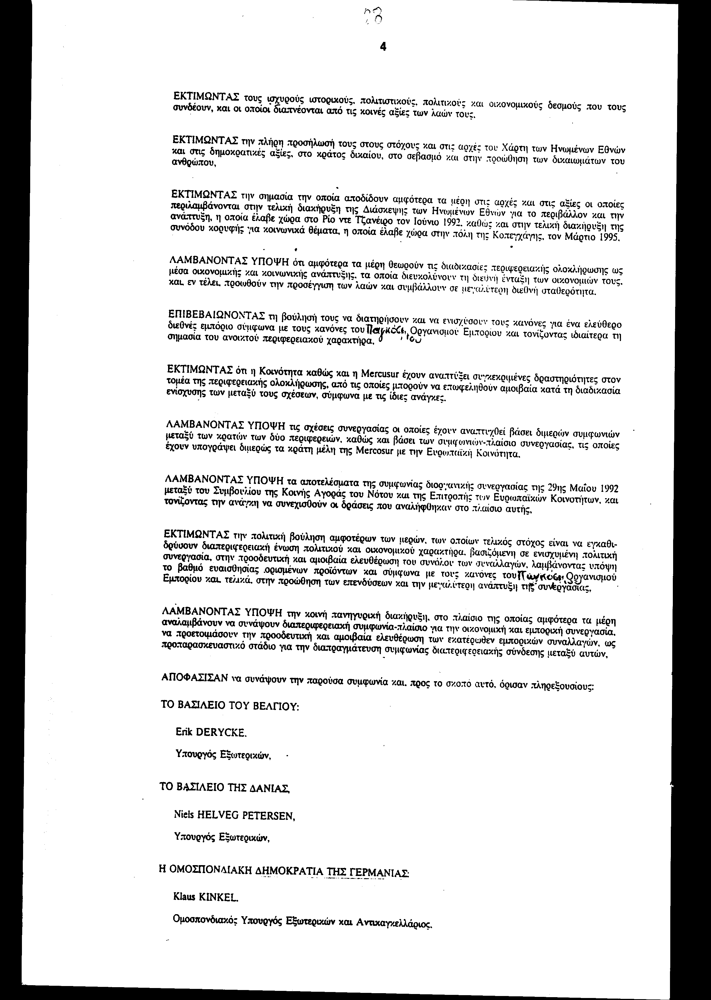 4
ΕΚΤΙΜΩΝΤΑΣ τους ισχυρούς ιστορικούς, πολιτιστικούς, πολιτικούς και οικονομικούς δεσμούς που τους
συνδέουν, και οι οποίοι διαπνέονται από τις κοινές αξίες των λαών τους,
ΕΚΤΙΜΩΝΤΑΣ την πλήρη προσήλωσή τους στους στόχους και στις αρχές του Χάρτη των Ηνωμένων Εθνών
και στις δημοκρατικές αξίες, στο κράτος δικαίου, στο σεβασμό και στην προώθηση των δικαιωμάτων του
ανθρώπου,
ΕΚΤΙΜΩΝΤΑΣ την σημασία την οποία αποδίδουν αμφότερα τα μέρη στις αρχές και στις αξίες οι οποίες
περιλαμβάνονται στην τελική διακήρυξη της Διάσκεψης των Ηνωμένων Εθνών για το περιβάλλον και την
ανάπτυξη, η οποία έλαβε χώρα στο Ρίο ντε Τζανέιρο τον Ιούνιο 1992, καθώς και στην τελική διακήρυξη της
συνόδου κορυφής για κοινωνικά θέματα, η οποία έλαβε χώρα στην πόλη της Κοπεγχάγης, τον Μάρτιο 1995,
ΛΑΜΒΑΝΟΝΤΑΣ ΥΠΟΨΗ ότι αμφότερα τα μέρη θεωρούν τις διαδικασίες περιφερειακής ολοκλήρωσης ως
μέσα οικονομικής και κοινωνικής ανάπτυξης, τα οποία διευκολύνουν τη διεθνή ένταξη των οικονομιών τους,
και, εν τέλει, προωθούν την προσέγγιση των λαών και συμβάλλουν σε μεγαλύτερη διεθνή σταθερότητα,
ΕΠΙΒΕΒΑΙΩΝΟΝΤΑΣ τη βούλησή τους να διατηρήσουν και να ενισχύσουν τους κανόνες για ένα ελεύθερο
διεθνές εμπόριο σύμφωνα με τους κανόνες του Παγκόσμιου Οργανισμού Εμπορίου και τονίζοντας ιδιαίτερα τη
σημασία του ανοικτού περιφερειακού χαρακτήρα,
ΕΚΤΙΜΩΝΤΑΣ ότι η Κοινότητα καθώς και η Mercusur έχουν αναπτύξει συγκεκριμένες δραστηριότητες στον
τομέα της περιφερειακής ολοκλήρωσης, από τις οποίες μπορούν να επωφεληθούν αμοιβαία κατά τη διαδικασία
ενίσχυσης των μεταξύ τους σχέσεων, σύμφωνα με τις ίδιες ανάγκες,
ΛΑΜΒΑΝΟΝΤΑΣ ΥΠΟΨΗ τις σχέσεις συνεργασίας οι οποίες έχουν αναπτυχθεί βάσει διμερών συμφωνιών
μεταξύ των κρατών των δύο περιφερειών, καθώς και βάσει των συμφωνιών-πλαίσιο συνεργασίας, τις οποίες
έχουν υπογράψει διμερώς τα κράτη μέλη της Mercosur με την Ευρωπαϊκή Κοινότητα,
ΛΑΜΒΑΝΟΝΤΑΣ ΥΠΟΨΗ τα αποτελέσματα της συμφωνίας διοργανικής συνεργασίας της 29ης Μαΐου 1992
μεταξύ του Συμβουλίου της Κοινής Αγοράς του Νότου και της Επιτροπής των Ευρωπαϊκών Κοινοτήτων, και
τονίζοντας την ανάγκη να συνεχισθούν οι δράσεις που αναλήφθηκαν στο πλαίσιο αυτής,
ΕΚΤΙΜΩΝΤΑΣ την πολιτική βούληση αμφοτέρων των μερών, των οποίων τελικός στόχος είναι να εγκαθι-
δρύσουν διαπεριφερειακή ένωση πολιτικού και οικονομικού χαρακτήρα, βασιζόμενη σε ενισχυμένη πολιτική
συνεργασία, στην προοδευτική και αμοιβαία ελευθέρωση του συνόλου των συναλλαγών, λαμβάνοντας υπόψη
το βαθμό ευαισθησίας ορισμένων προϊόντων και σύμφωνα με τους κανόνες του Παγκόσμιου Οργανισμού
Εμπορίου και, τελικά, στην προώθηση των επενδύσεων και την μεγαλύτερη ανάπτυξη της συνεργασίας,
ΛΑΜΒΑΝΟΝΤΑΣ ΥΠΟΨΗ την κοινή πανηγυρική διακήρυξη, στο πλαίσιο της οποίας αμφότερα τα μέρη
αναλαμβάνουν να συνάψουν διαπεριφερειακή συμφωνία-πλαίσιο για την οικονομική και εμπορική συνεργασία,
να προετοιμάσουν την προοδευτική και αμοιβαία ελευθέρωση των εκατέρωθεν εμπορικών συναλλαγών, ως
προπαρασκευαστικό στάδιο για την διαπραγμάτευση συμφωνίας διαπεριφερειακής σύνδεσης μεταξύ αυτών,
ΑΠΟΦΑΣΙΣΑΝ να συνάψουν την παρούσα συμφωνία και, προς το σκοπό αυτό, όρισαν πληρεξουσίους:
ΤΟ ΒΑΣΙΛΕΙΟ ΤΟΥ ΒΕΛΓΙΟΥ:
Erik DERYCKE,
Υπουργός Εξωτερικών,
ΤΟ ΒΑΣΙΛΕΙΟ ΤΗΣ ΔΑΝΙΑΣ,
Niels HELVEG PETERSEN,
Υπουργός Εξωτερικών,
Η ΟΜΟΣΠΟΝΔΙΑΚΗ ΔΗΜΟΚΡΑΤΙΑ ΤΗΣ ΓΕΡΜΑΝΙΑΣ:
Klaus KINKEL,
Ομοσπονδιακός Υπουργός Εξωτερικών και Αντικαγκελλάριος,